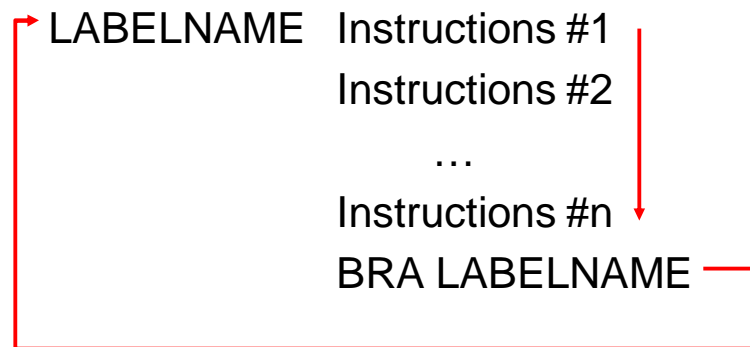 LABELNAME Instructions #1
Instructions #2
…
Instructions #n
BRA LABELNAME